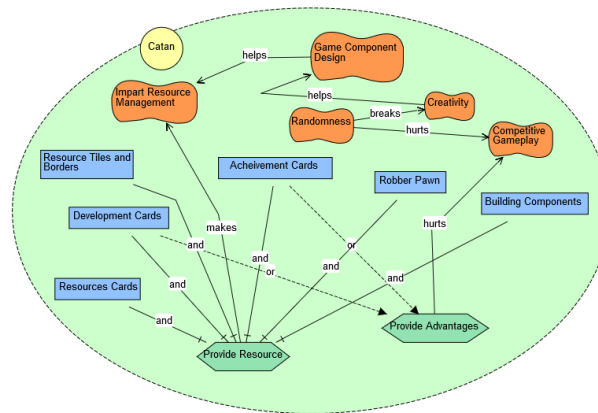 Catan
helps
Game Component
Design
Impart Resource
Management
helps
Creativity
Randomness
breaks
hurts
Competitive
Gameplay
Resource Tiles and
Borders
Acheivement Cards
Robber Pawn
Building Components
Development Cards
makes
hurts
and
or
and
or
and
and
and
Resources Cards
and
Provide Resource
Provide Advantages